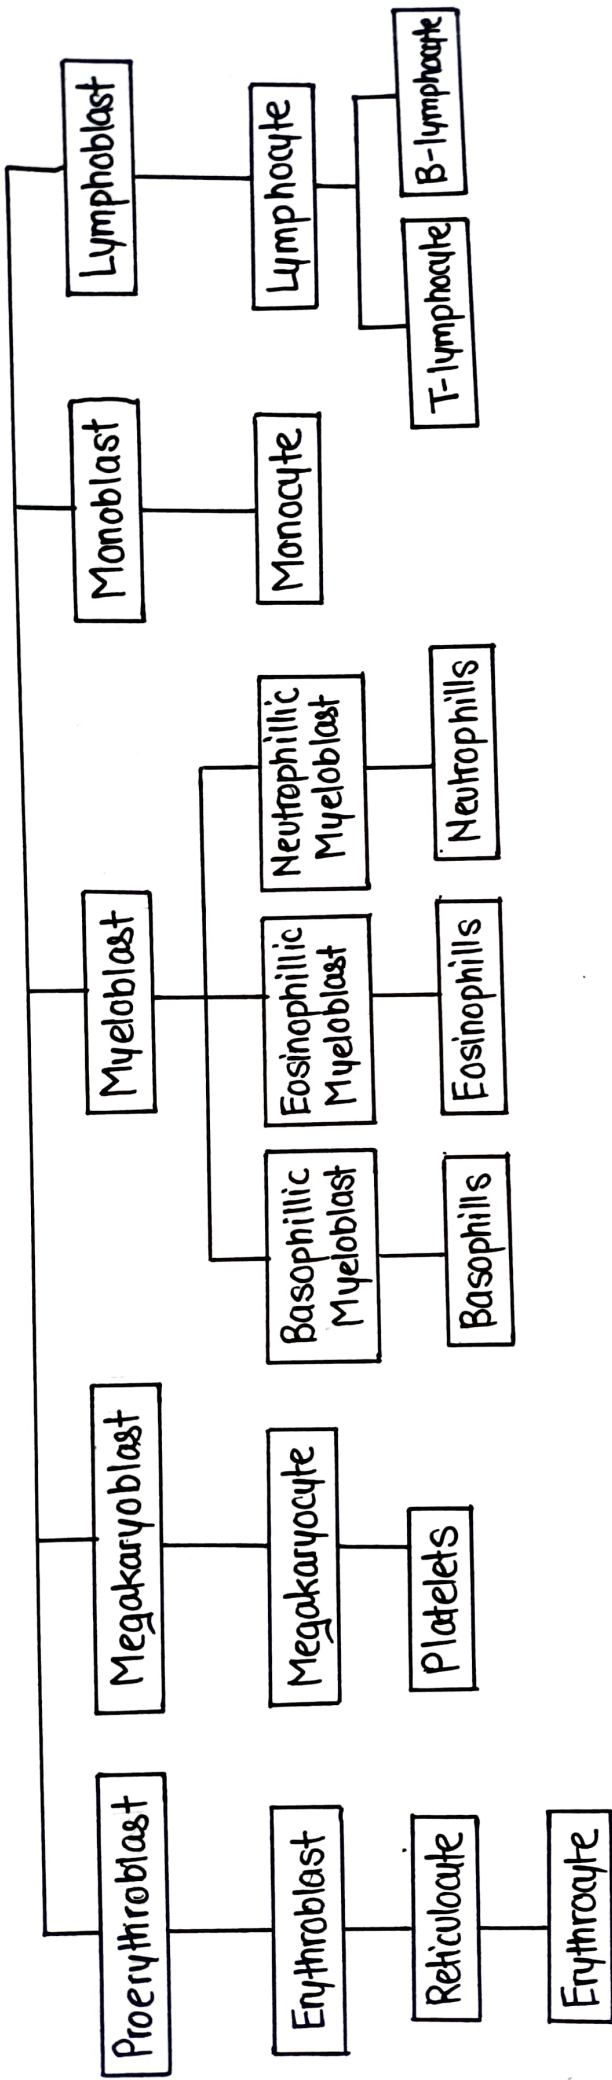 Proerythroblast
Megakaryoblast
Myeloblast
Monoblast
Lymphoblast
Erythroblast
Megakaryocyte
Basophillic
Myeloblast
Eosinophillic
Myeloblast
Neutrophillic
Myeloblast
Monocyte
Lymphocyte
Reticulocyte
Platelets
Basophills
Eosinophills
Neutrophills
T-lymphocyte
B-lymphocyte
Erythrocyte